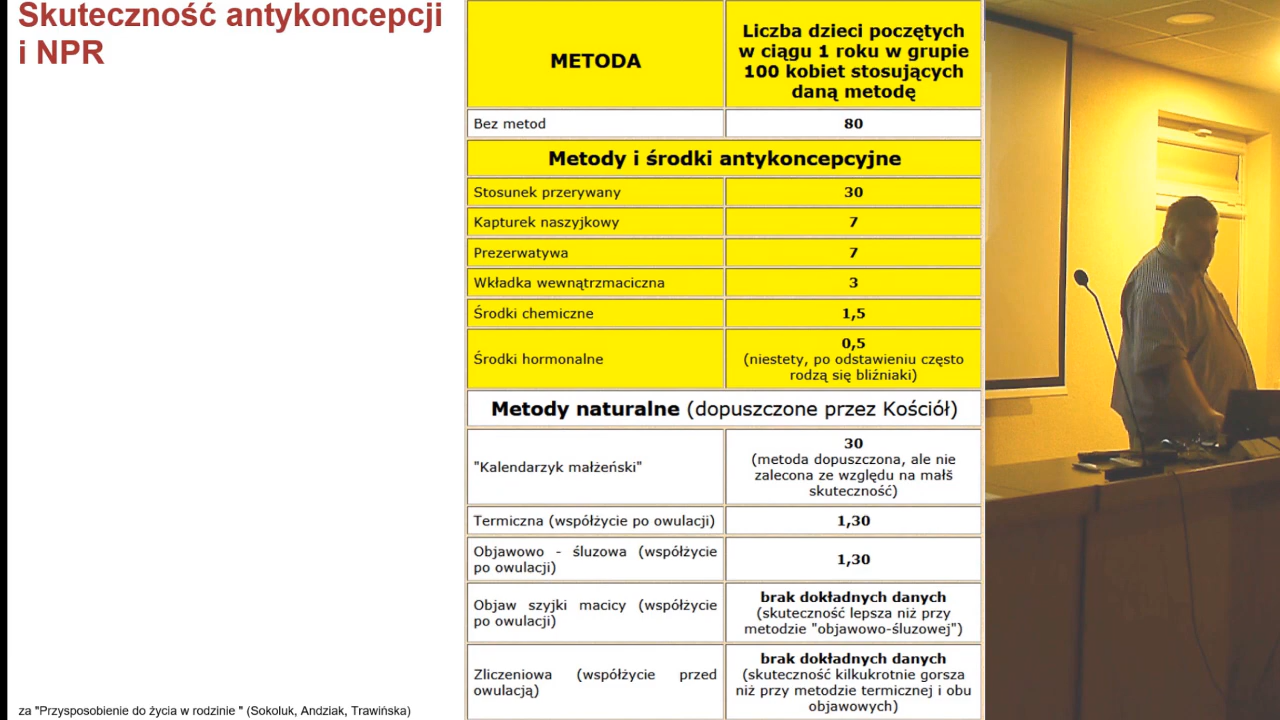 Skuteczność antykoncepcji
i NPR
METODA
Liczba dzieci poczętych
w ciągu 1 roku w grupie
100 kobiet stosujących
daną metodę
Bez metod
80
Metody i środki antykoncepcyjne
Stosunek przerywany
30
Kapturek naszyjkowy
7
Prezerwatywa
7
Wkładka wewnątrzmaciczna
3
Środki chemiczne
1,5
Środki hormonalne
0,5
(niestety, po odstawieniu często
rodzą się bliźniaki)
Metody naturalne (dopuszczone przez Kościół)
"Kalendarzyk małżeński"
30
(metoda dopuszczona, ale nie
zalecona ze względu na małš
skuteczność)
Termiczna (współżycie po owulacji)
1,30
Objawowo - śluzowa (współżycie
po owulacji)
1,30
Objaw szyjki macicy (współżycie
po owulacji)
brak dokładnych danych
(skuteczność lepsza niż przy
metodzie "objawowo-śluzowej")
Zliczeniowa (współżycie przed
owulacją)
brak dokładnych danych
(skuteczność kilkukrotnie gorsza
niż przy metodzie termicznej i obu
objawowych)
za "Przysposobienie do życia w rodzinie " (Sokoluk, Andziak, Trawińska)